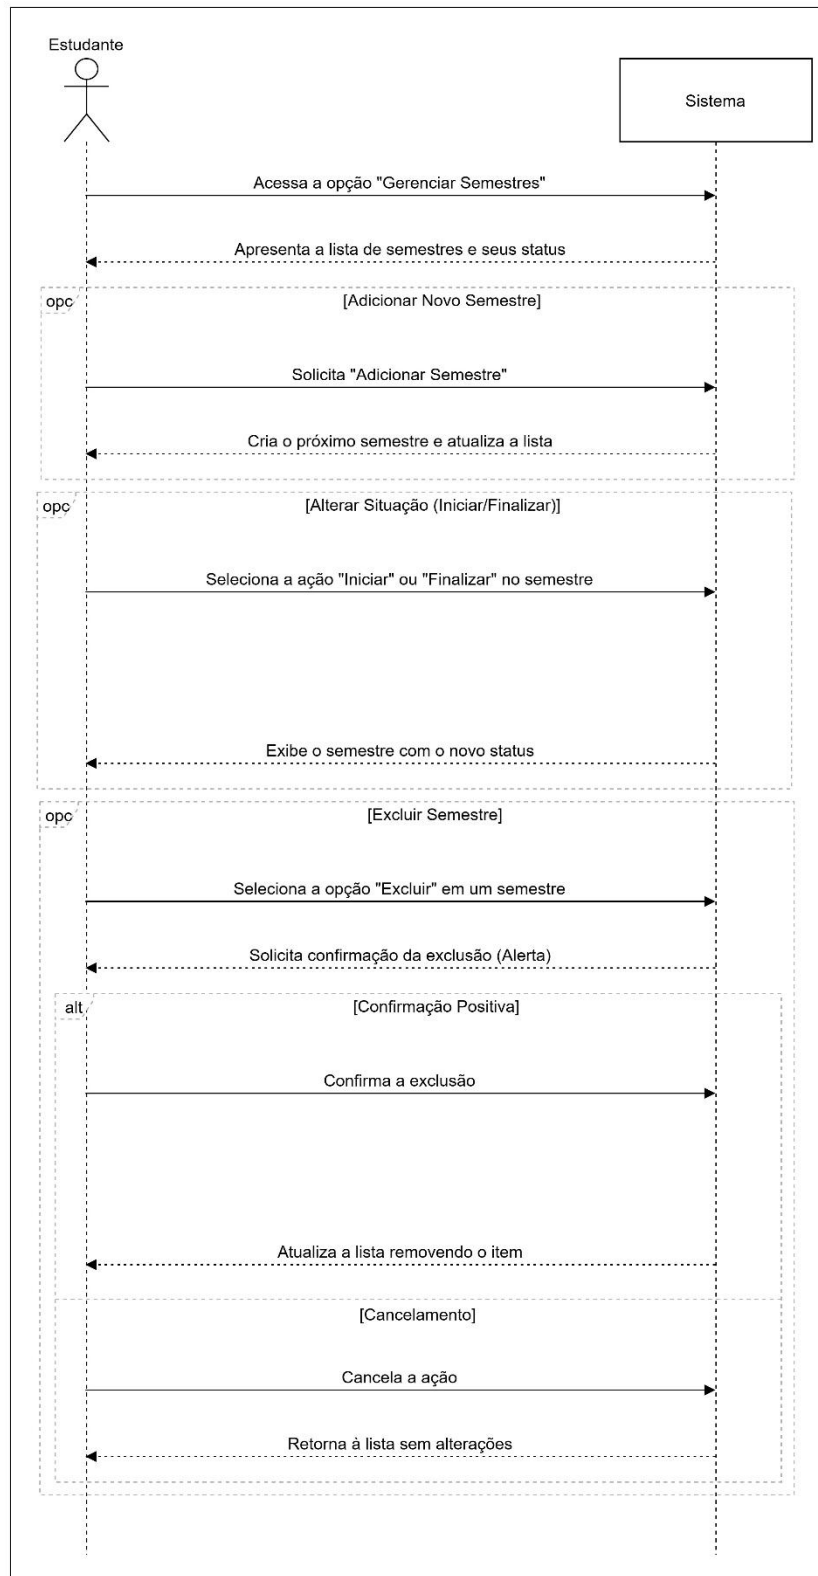 Estudante
Sistema
Acessa a opção "Gerenciar Semestres"
Apresenta a lista de semestres e seus status
opc
[Adicionar Novo Semestre]
Solicita "Adicionar Semestre"
Cria o próximo semestre e atualiza a lista
opc
[Alterar Situação (Iniciar/Finalizar)]
Seleciona a ação "Iniciar" ou "Finalizar" no semestre
Exibe o semestre com o novo status
opc
[Excluir Semestre]
Seleciona a opção "Excluir" em um semestre
Solicita confirmação da exclusão (Alerta)
alt
[Confirmação Positiva]
Confirma a exclusão
Atualiza a lista removendo o item
[Cancelamento]
Cancela a ação
Retorna à lista sem alterações